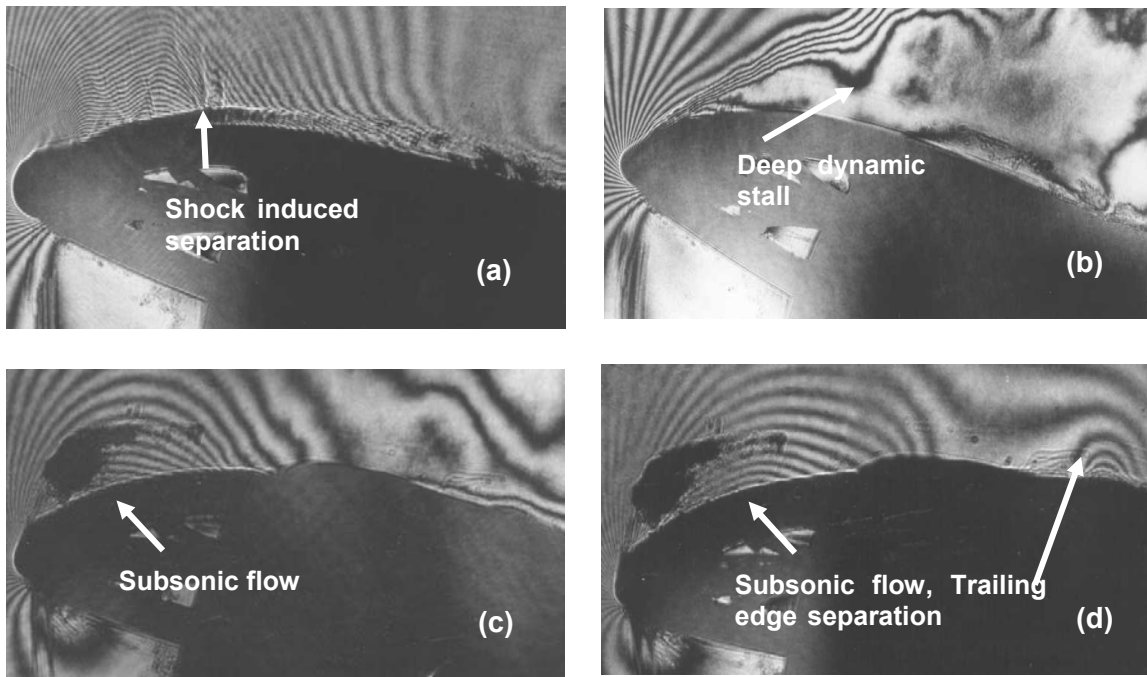 Shock induced
separation
(a)
Deep dynamic
stall
(b)
Subsonic flow
(c)
Subsonic flow, Trailing
edge separation
(d)